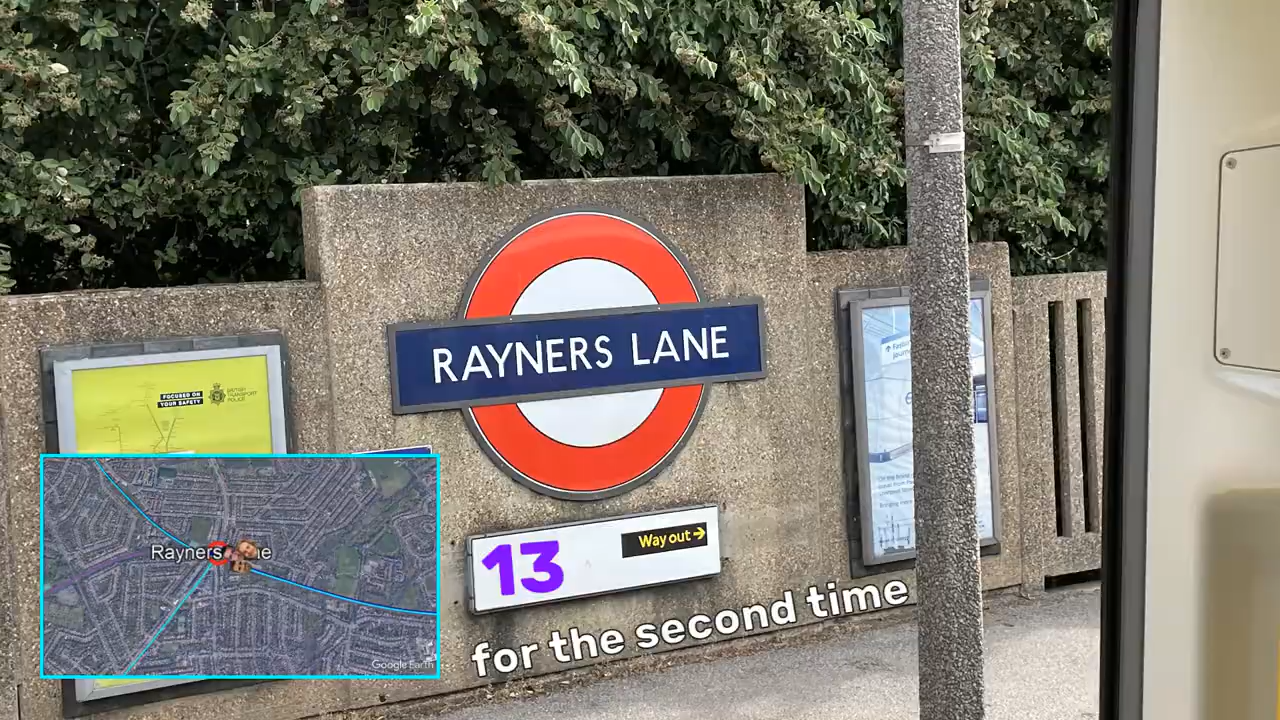 FOCUSED ON
YOUR SAFETY
BRITISH
TRANSPORT
POLICE
RAYNERS LANE
Way out →
13
for the second time
Rayners ne
Google Earth